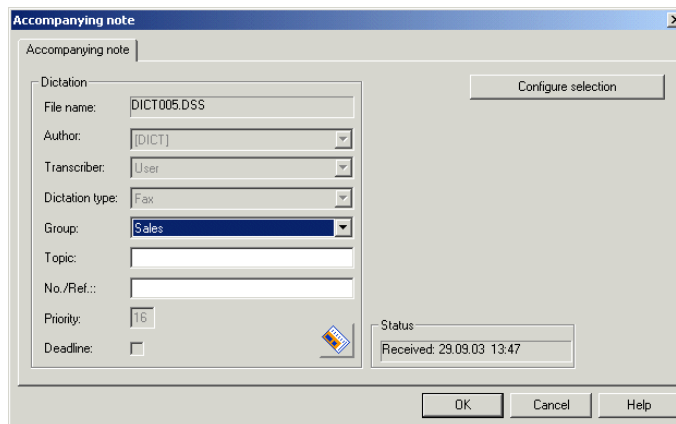 Accompanying note
Accompanying note
Dictation
Configure selection
File name: DICT005.DSS
Author: [DICT]
Transcriber: User
Dictation type: Fax
Group: Sales
Topic:
No./Ref.::
Priority: 16
Deadline:
Status
Received: 29.09.03 13:47
OK Cancel Help